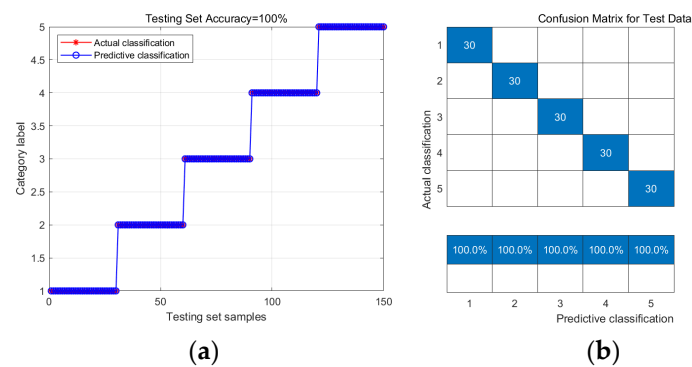 Testing Set Accuracy=100%
Actual classification
Predictive classification
5
4.5
4
3.5
3
2.5
2
1.5
1
Category label
0
50
100
150
Testing set samples
(a)
Confusion Matrix for Test Data
1
30
2
30
3
30
4
30
5
30
Actual classification
100.0% 100.0% 100.0% 100.0% 100.0%
1 2 3 4 5
Predictive classification
(b)